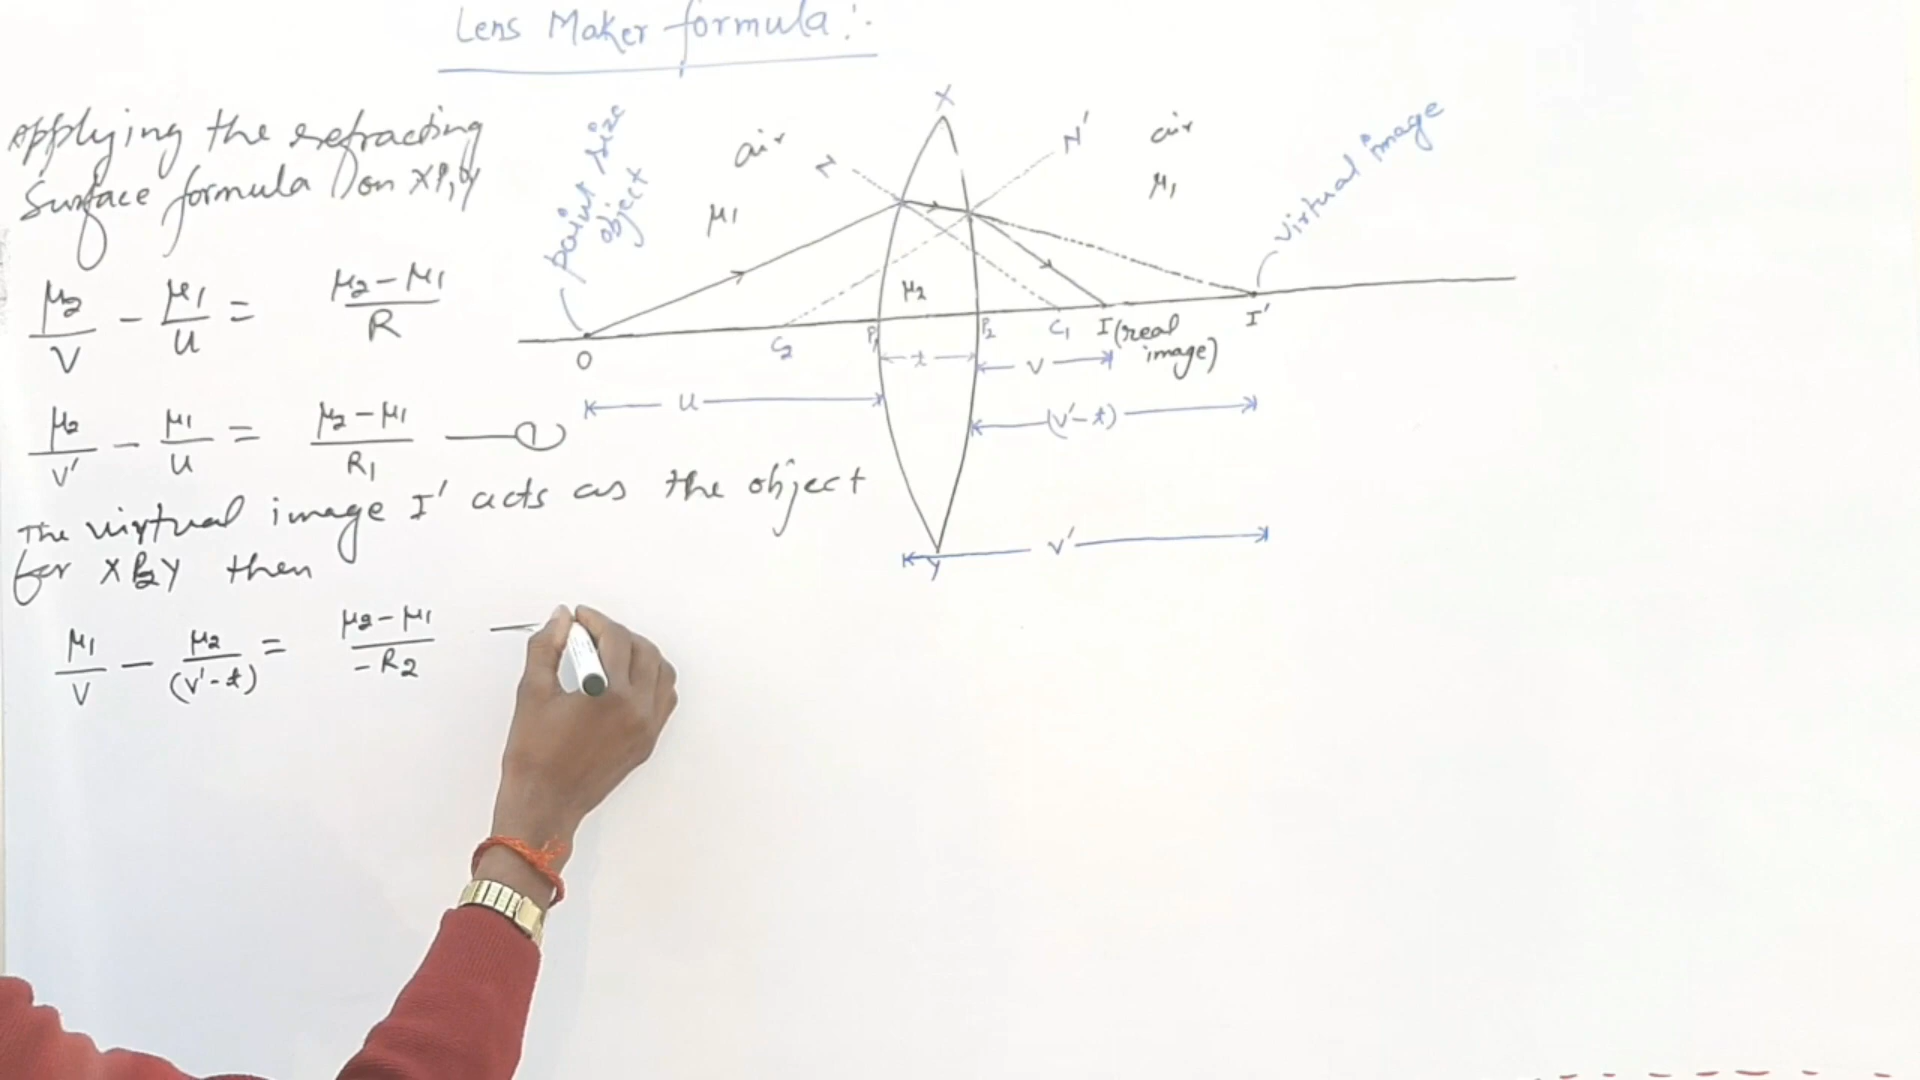 Lens Maker formula :-
Applying the refracting
Surface formula on XP₁Y
μ₂/V - μ₁/u = μ₂-μ₁/R
μ₂/V' - μ₁/u = μ₂-μ₁/R₁ —①
The virtual image I' acts as the object
for XP₂Y then
μ₁/V - μ₂/(V'-t) = μ₂-μ₁/-R₂
point size
object
air
μ₁
X
N
N'
air
μ₁
virtual image
μ₂
O
C₂
P₁
P₂
C₁
I (real
image)
I'
t
V
u
(V'-t)
V'
Y